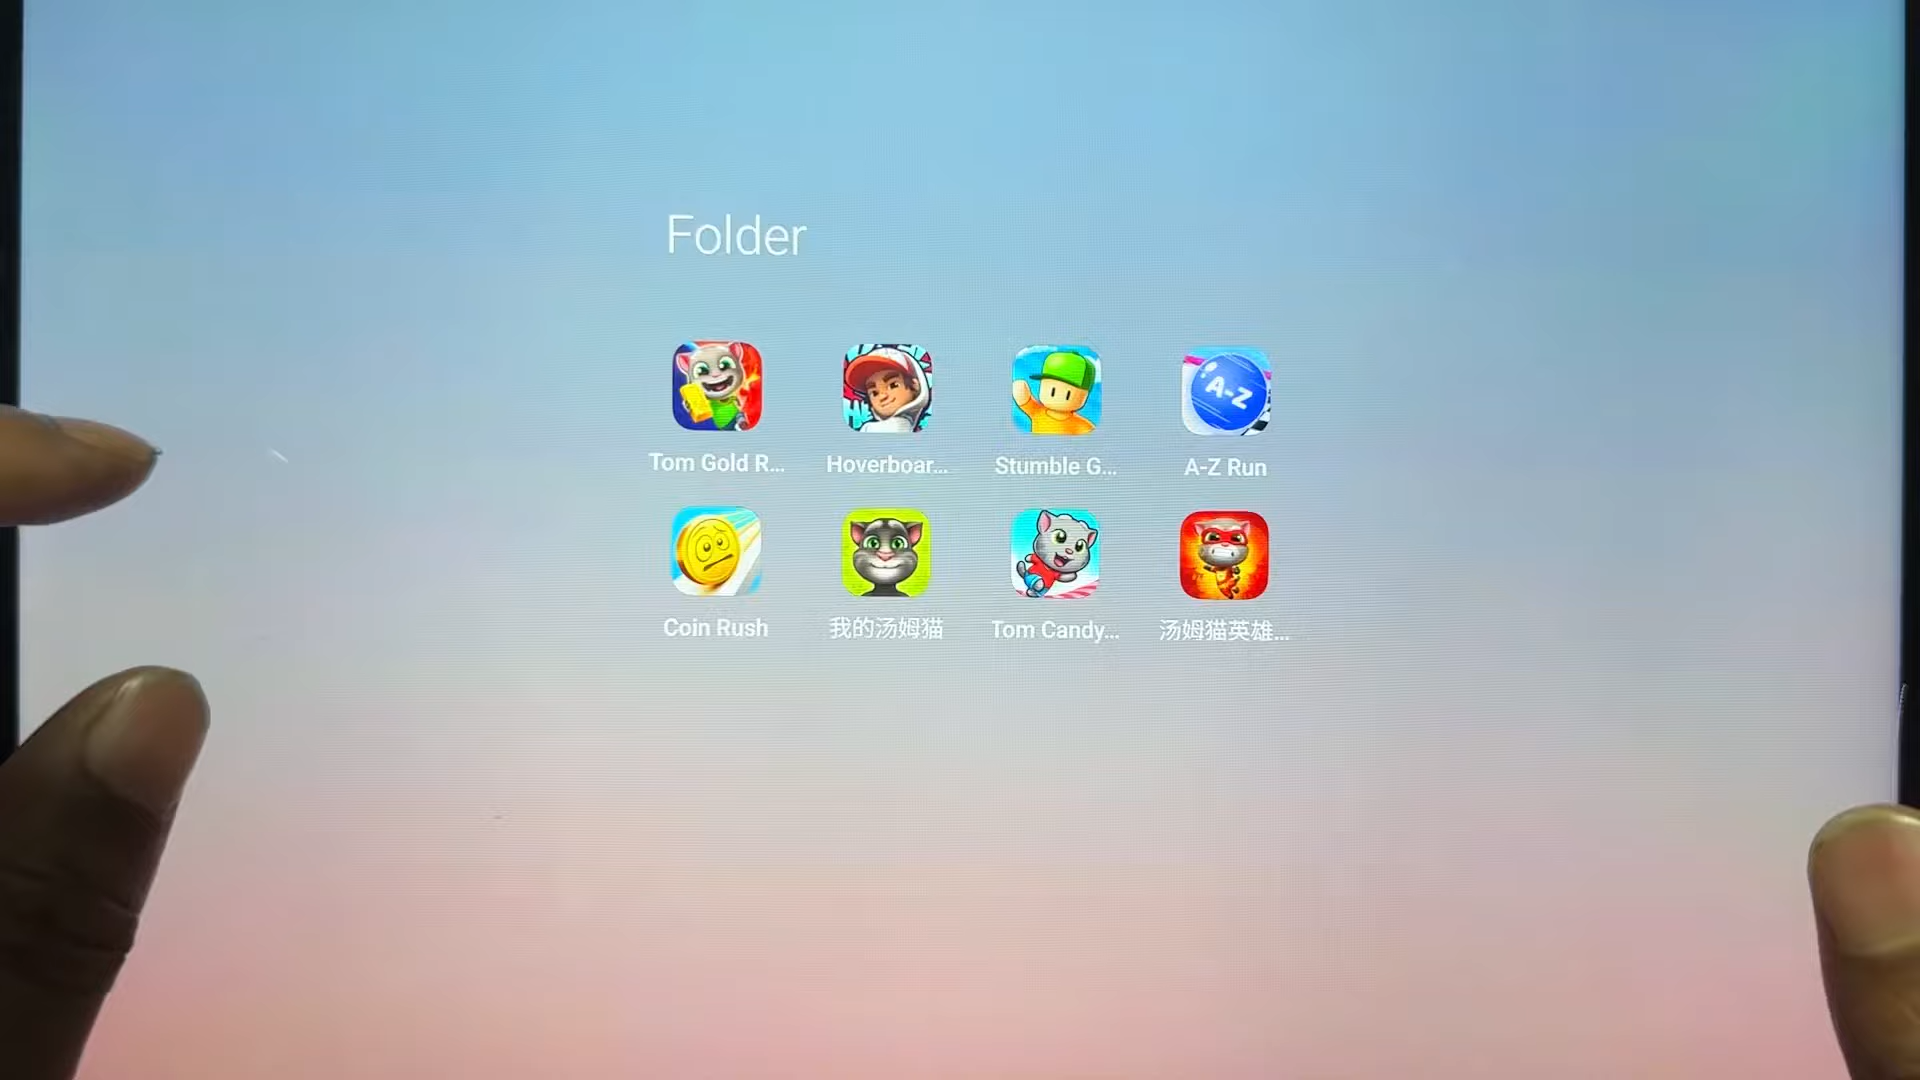 Folder
Tom Gold R...
Hoverboar...
Stumble G...
A-Z Run
A-Z
Coin Rush
我的汤姆猫
Tom Candy...
汤姆猫英雄...